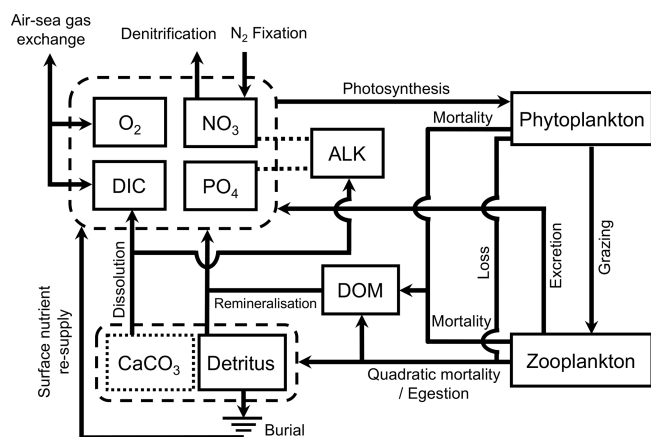 Air-sea gas
exchange
Denitrification
N2 Fixation
Photosynthesis
O2
NO3
DIC
PO4
ALK
Mortality
Phytoplankton
Dissolution
Remineralisation
DOM
Loss
Excretion
Grazing
Mortality
Surface nutrient
re-supply
CaCO3
Detritus
Quadratic mortality
/ Egestion
Zooplankton
Burial